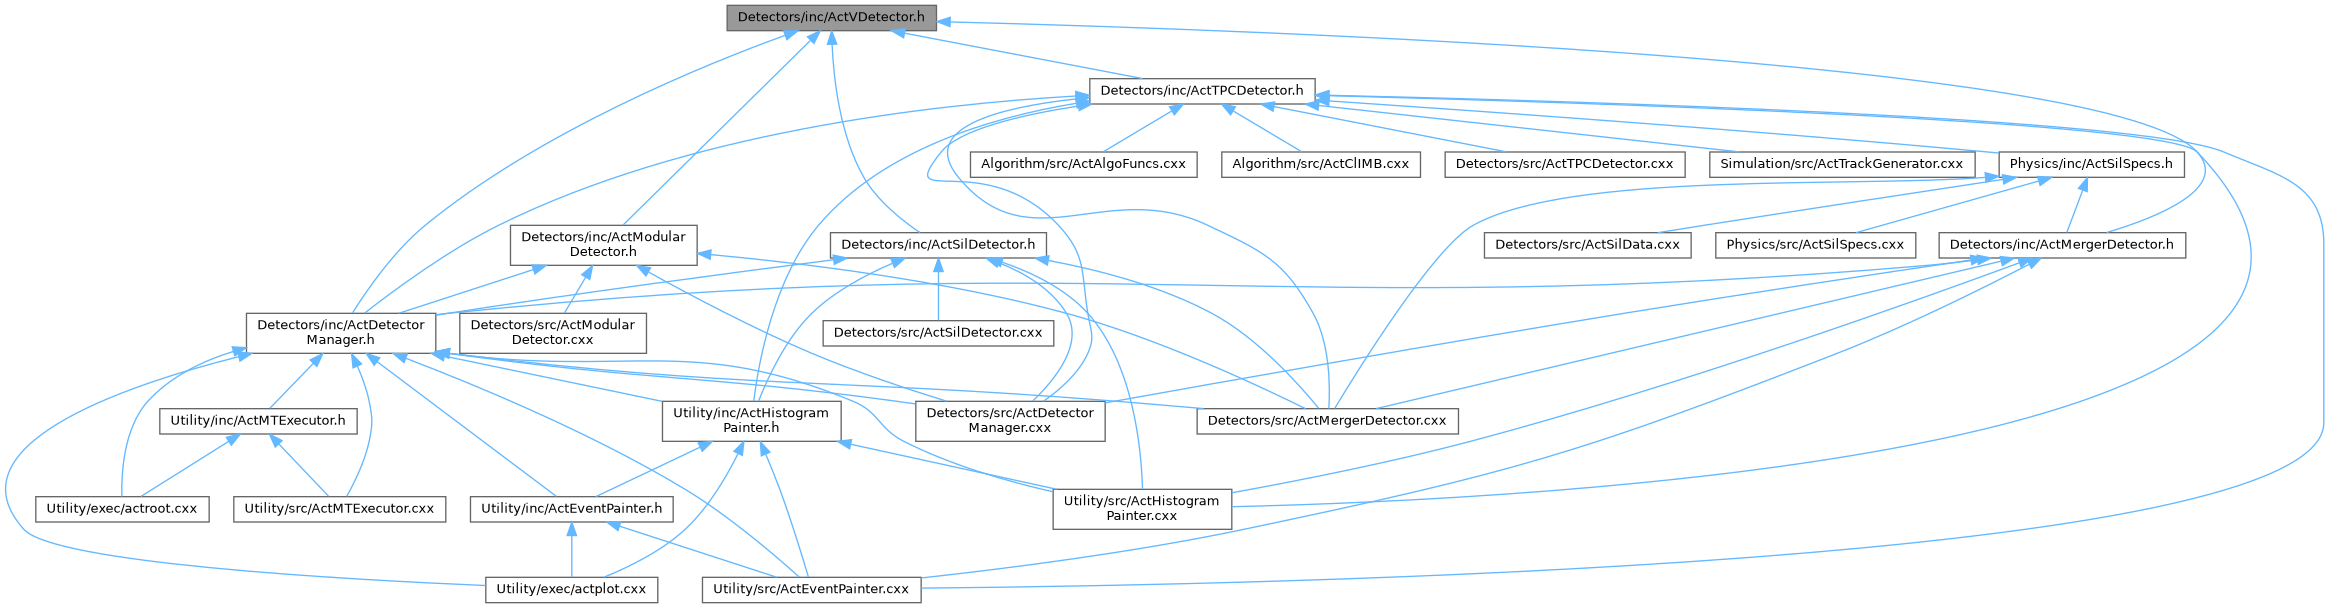 Detectors/inc/ActVDetector.h
Detectors/inc/ActTPCDetector.h
Algorithm/src/ActAlgoFuncs.cxx
Algorithm/src/ActClIMB.cxx
Detectors/src/ActTPCDetector.cxx
Simulation/src/ActTrackGenerator.cxx
Physics/inc/ActSilSpecs.h
Detectors/inc/ActModular
Detector.h
Detectors/inc/ActSilDetector.h
Detectors/src/ActSilData.cxx
Physics/src/ActSilSpecs.cxx
Detectors/inc/ActMergerDetector.h
Detectors/inc/ActDetector
Manager.h
Detectors/src/ActModular
Detector.cxx
Detectors/src/ActSilDetector.cxx
Utility/inc/ActMTExecutor.h
Utility/inc/ActHistogram
Painter.h
Detectors/src/ActDetector
Manager.cxx
Detectors/src/ActMergerDetector.cxx
Utility/exec/actroot.cxx
Utility/src/ActMTExecutor.cxx
Utility/inc/ActEventPainter.h
Utility/src/ActHistogram
Painter.cxx
Utility/exec/actplot.cxx
Utility/src/ActEventPainter.cxx